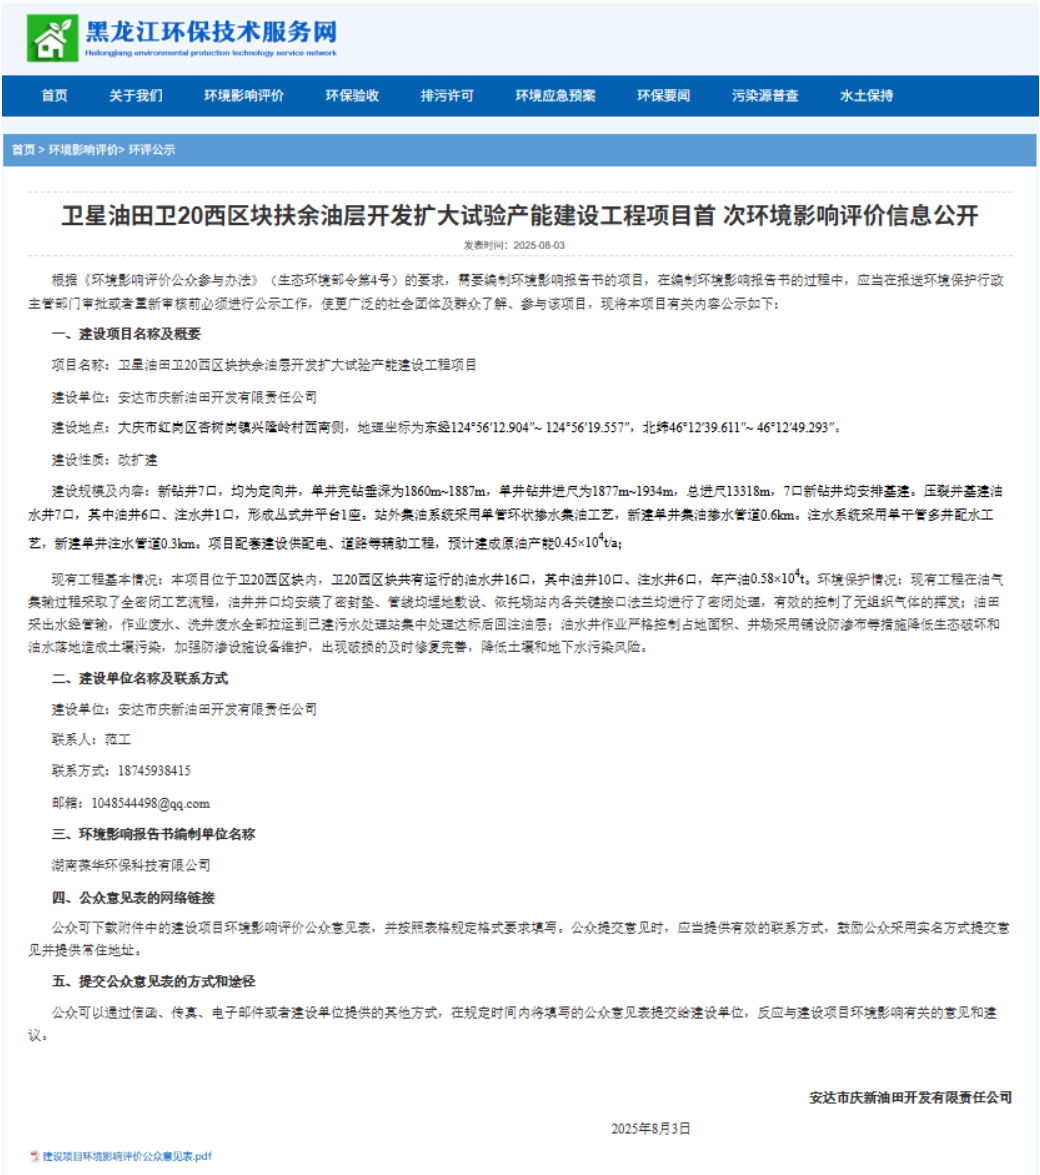 黑龙江环保技术服务网
Heilongjiang environmental protection technology service network
首页 关于我们 环境影响评价 环保验收 排污许可 环境应急预案 环保要闻 污染源普查 水土保持
首页 > 环境影响评价> 环评公示
卫星油田卫20西区块扶余油层开发扩大试验产能建设工程项目首 次环境影响评价信息公开
发表时间：2025-08-03
根据《环境影响评价公众参与办法》（生态环境部令第4号）的要求，需要编制环境影响报告书的项目，在编制环境影响报告书的过程中，应当在报送环境保护行政
主管部门审批或者重新审核前必须进行公示工作，使更广泛的社会团体及群众了解、参与该项目，现将本项目有关内容公示如下：
一、建设项目名称及概要
项目名称：卫星油田卫20西区块扶余油层开发扩大试验产能建设工程项目
建设单位：安达市庆新油田开发有限责任公司
建设地点：大庆市红岗区杏树岗镇兴隆岭村西南侧，地理坐标为东经124°56′12.904″~ 124°56′19.557″，北纬46°12′39.611″~ 46°12′49.293″。
建设性质：改扩建
建设规模及内容：新钻井7口，均为定向井，单井完钻垂深为1860m~1887m，单井钻井进尺为1877m~1934m，总进尺13318m，7口新钻井均安排基建。压裂并基建油
水井7口，其中油井6口、注水井1口，形成丛式井平台1座。站外集油系统采用单管环状掺水集油工艺，新建单井集油掺水管道0.6km。注水系统采用单干管多井配水工
艺，新建单井注水管道0.3km。项目配套建设供配电、道路等辅助工程，预计建成原油产能0.45×10⁴t/a；
现有工程基本情况：本项目位于卫20西区块内，卫20西区块共有运行的油水井16口，其中油井10口、注水井6口，年产油0.58×10⁴t。环境保护情况：现有工程在油气
集输过程采取了全密闭工艺流程，油井井口均安装了密封垫、管线均埋地敷设、依托场站内各关键接口法兰均进行了密闭处理，有效的控制了无组织气体的挥发；油田
采出水经管输，作业废水、洗井废水全部拉运到已建污水处理站集中处理达标后回注油层；油水井作业严格控制占地面积、井场采用铺设防渗布等措施降低生态破坏和
油水落地造成土壤污染，加强防渗设施设备维护，出现破损的及时修复完善，降低土壤和地下水污染风险。
二、建设单位名称及联系方式
建设单位：安达市庆新油田开发有限责任公司
联系人：范工
联系方式：18745938415
邮箱：1048544498@qq.com
三、环境影响报告书编制单位名称
湖南葆华环保科技有限公司
四、公众意见表的网络链接
公众可下载附件中的建设项目环境影响评价公众意见表，并按照表格规定格式要求填写。公众提交意见时，应当提供有效的联系方式，鼓励公众采用实名方式提交意
见并提供常住地址。
五、提交公众意见表的方式和途径
公众可以通过信函、传真、电子邮件或者建设单位提供的其他方式，在规定时间内将填写的公众意见表提交给建设单位，反应与建设项目环境影响有关的意见和建
议。
安达市庆新油田开发有限责任公司
2025年8月3日
建设项目环境影响评价公众意见表.pdf